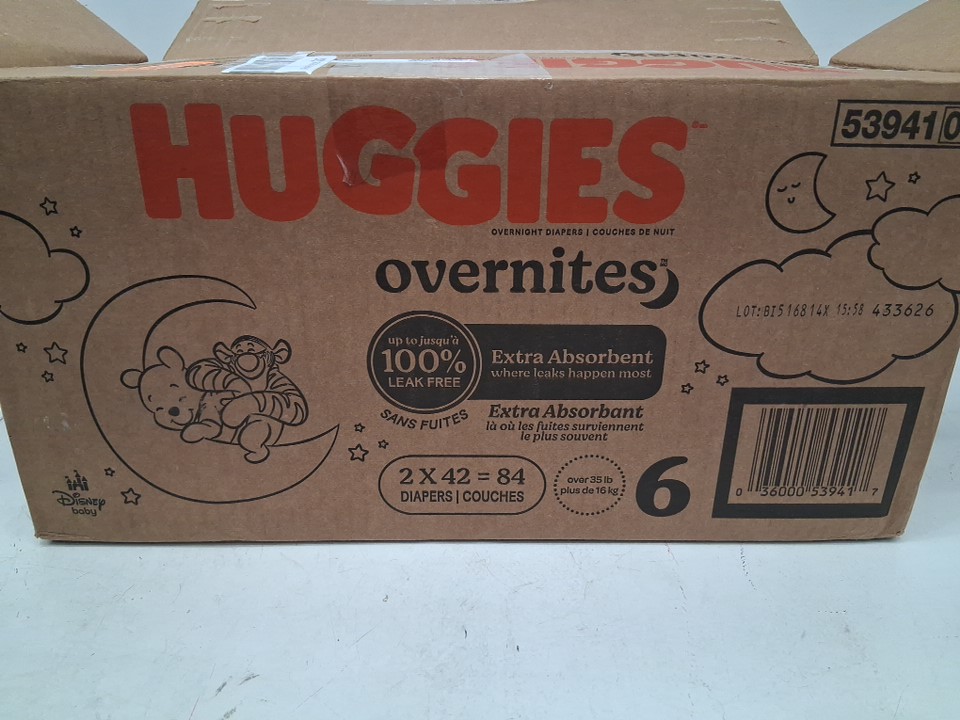 HUGGIES
53941 0
OVERNIGHT DIAPERS | COUCHES DE NUIT
overnites
LOT: BI516814X 15:58 433626
up to jusqu'à
100%
LEAK FREE
SANS FUITES
Extra Absorbent
where leaks happen most
Extra Absorbant
là où les fuites surviennent
le plus souvent
2 X 42 = 84
DIAPERS | COUCHES
over 35 lb
plus de 16 kg
6
0 36000 53941 7
Disney
baby